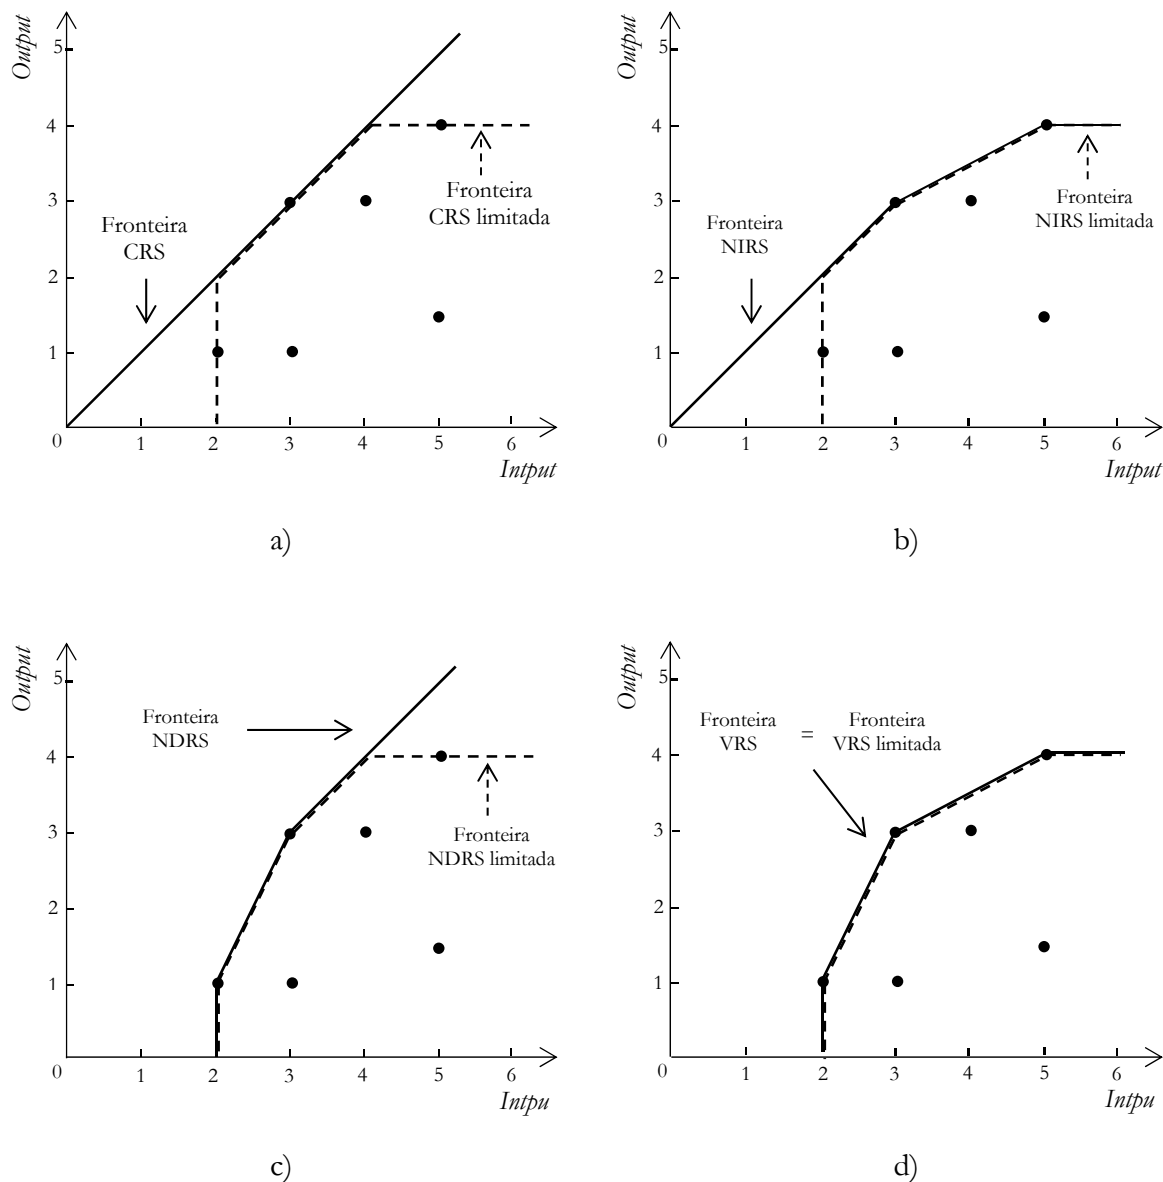 Output
5
4
3
2
1
0
1
2
3
4
5
6
Intput
Fronteira
CRS
Fronteira
CRS limitada
a)
Output
5
4
3
2
1
0
1
2
3
4
5
6
Intput
Fronteira
NIRS
Fronteira
NIRS limitada
b)
Output
5
4
3
2
1
0
1
2
3
4
5
6
Intpu
Fronteira
NDRS
Fronteira
NDRS limitada
c)
Output
5
4
3
2
1
0
1
2
3
4
5
6
Intpu
Fronteira
VRS
=
Fronteira
VRS limitada
d)